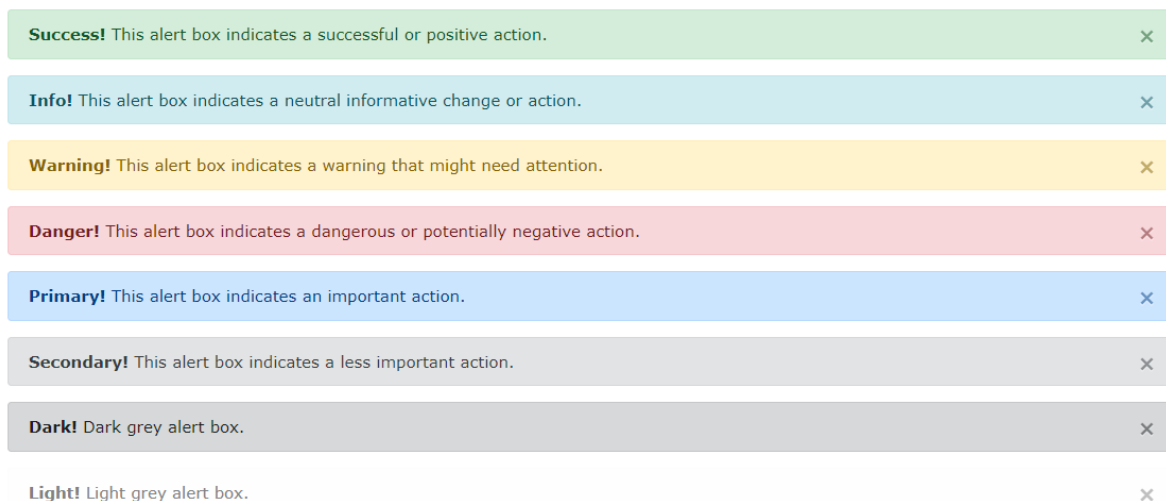 Success! This alert box indicates a successful or positive action. ×
Info! This alert box indicates a neutral informative change or action. ×
Warning! This alert box indicates a warning that might need attention. ×
Danger! This alert box indicates a dangerous or potentially negative action. ×
Primary! This alert box indicates an important action. ×
Secondary! This alert box indicates a less important action. ×
Dark! Dark grey alert box. ×
Light! Light grey alert box. ×